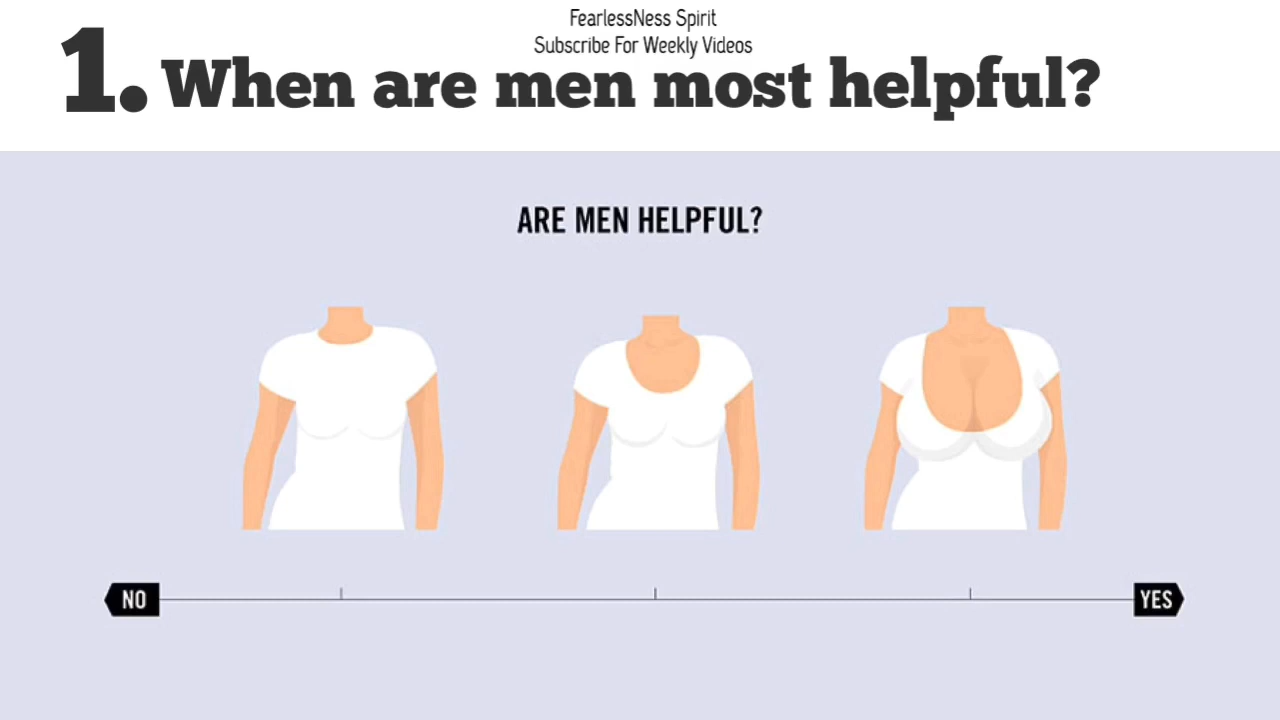 FearlessNess Spirit
Subscribe For Weekly Videos
1. When are men most helpful?
ARE MEN HELPFUL?
NO
YES